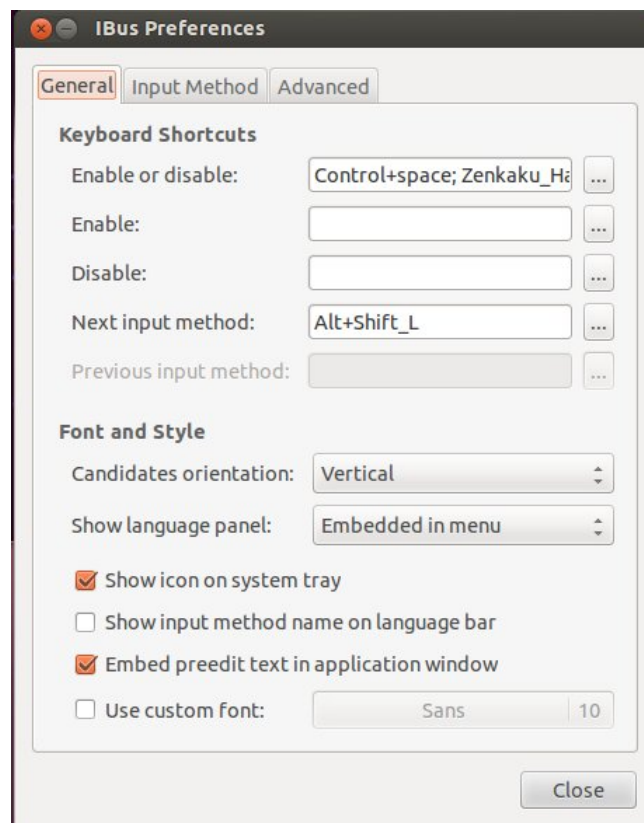 IBus Preferences
General Input Method Advanced
Keyboard Shortcuts
Enable or disable: Control+space; Zenkaku_Ha ...
Enable: ...
Disable: ...
Next input method: Alt+Shift_L ...
Previous input method: ...
Font and Style
Candidates orientation: Vertical
Show language panel: Embedded in menu
Show icon on system tray
Show input method name on language bar
Embed preedit text in application window
Use custom font: Sans 10
Close